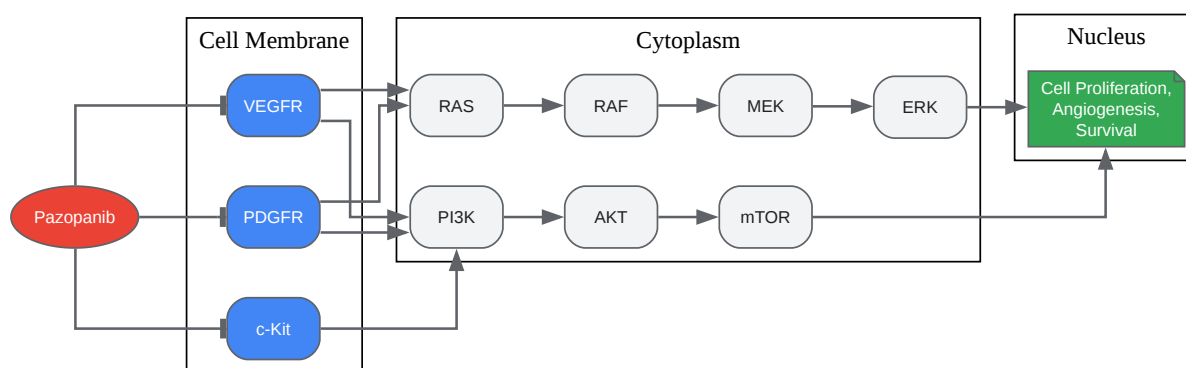 Cell Membrane
Cytoplasm
Nucleus
VEGFR
RAS
RAF
MEK
ERK
Cell Proliferation,
Angiogenesis,
Survival
Pazopanib
PDGFR
PI3K
AKT
mTOR
c-Kit